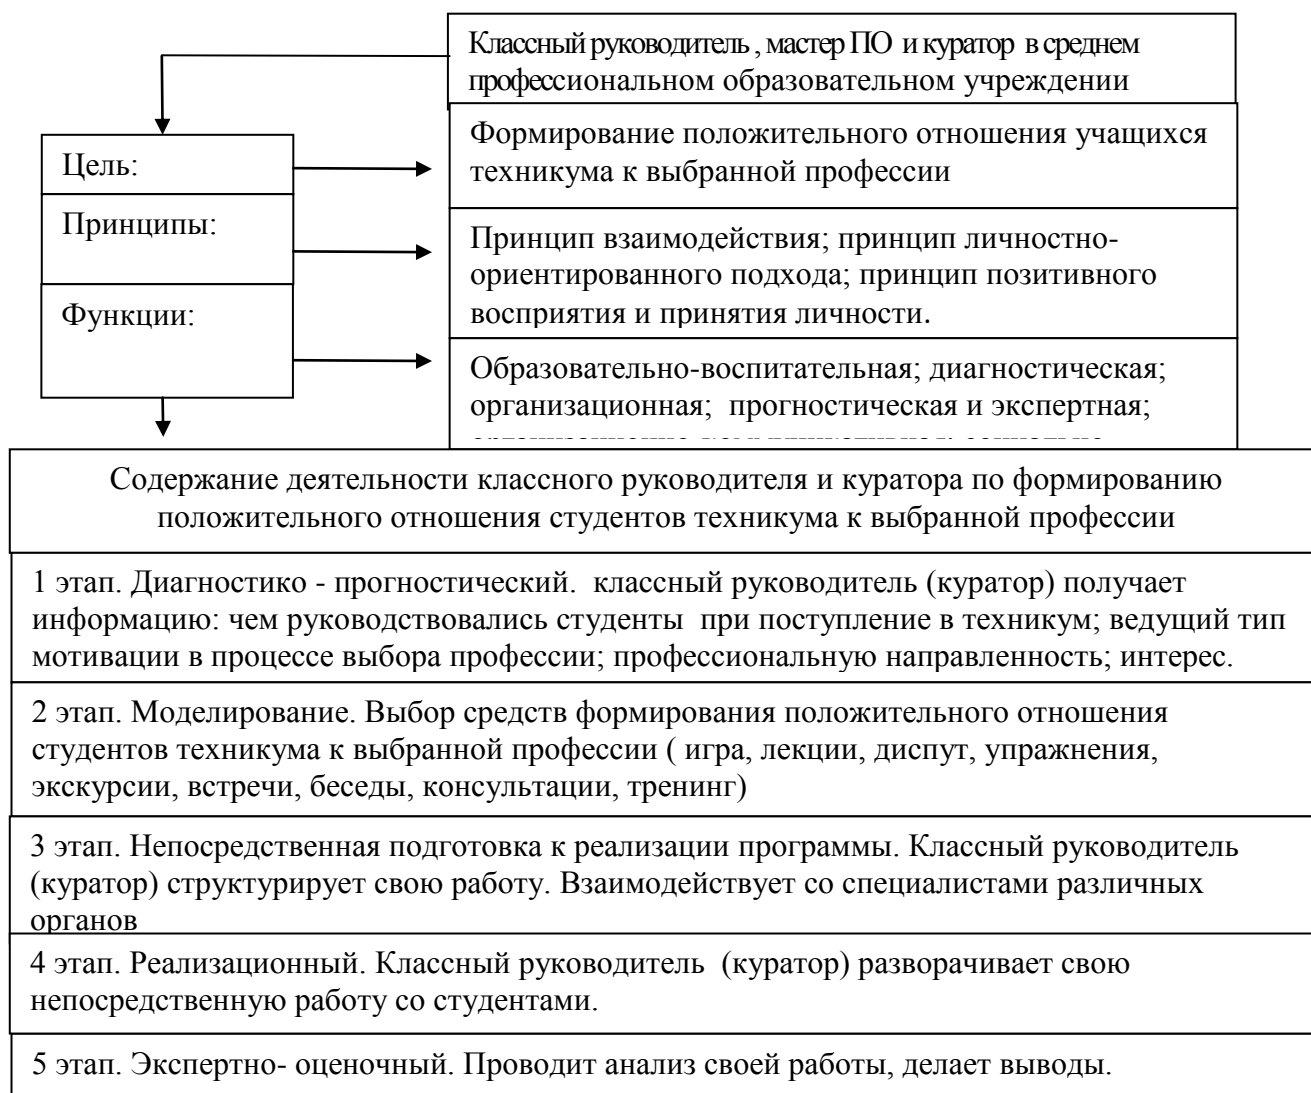 Классный руководитель , мастер ПО и куратор в среднем
профессиональном образовательном учреждении
Цель:
Формирование положительного отношения учащихся
техникума к выбранной профессии
Принципы:
Принцип взаимодействия; принцип личностно-
ориентированного подхода; принцип позитивного
восприятия и принятия личности.
Функции:
Образовательно-воспитательная; диагностическая;
организационная; прогностическая и экспертная;
Содержание деятельности классного руководителя и куратора по формированию
положительного отношения студентов техникума к выбранной профессии
1 этап. Диагностико - прогностический. классный руководитель (куратор) получает
информацию: чем руководствовались студенты при поступление в техникум; ведущий тип
мотивации в процессе выбора профессии; профессиональную направленность; интерес.
2 этап. Моделирование. Выбор средств формирования положительного отношения
студентов техникума к выбранной профессии ( игра, лекции, диспут, упражнения,
экскурсии, встречи, беседы, консультации, тренинг)
3 этап. Непосредственная подготовка к реализации программы. Классный руководитель
(куратор) структурирует свою работу. Взаимодействует со специалистами различных
органов
4 этап. Реализационный. Классный руководитель (куратор) разворачивает свою
непосредственную работу со студентами.
5 этап. Экспертно- оценочный. Проводит анализ своей работы, делает выводы.